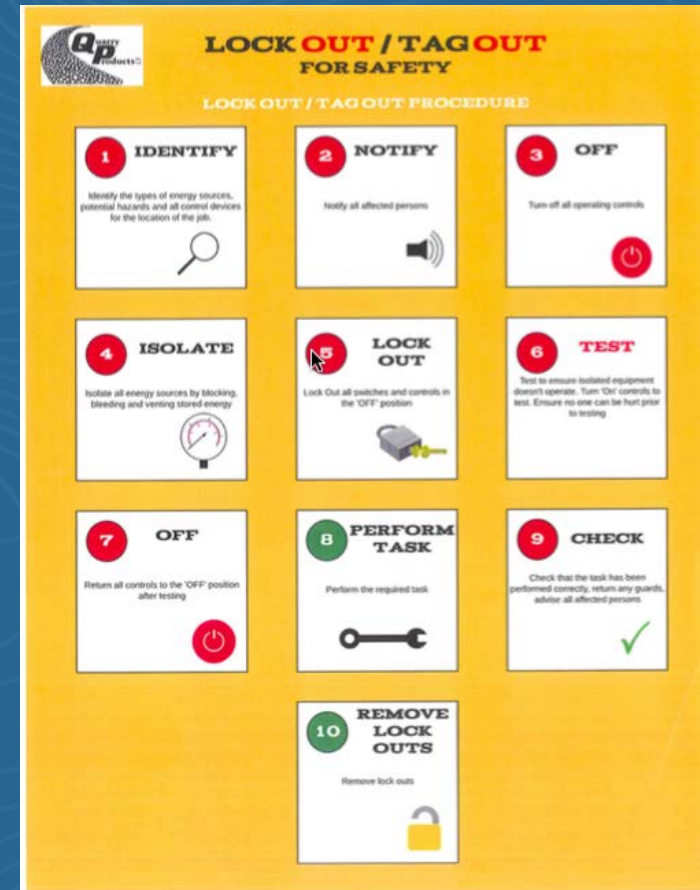 Quarry
Products
LOCK OUT / TAG OUT
FOR SAFETY
LOCK OUT / TAG OUT PROCEDURE
1 IDENTIFY
Identify the types of energy sources,
potential hazards and all control devices
for the location of the job.
2 NOTIFY
Notify all affected persons
3 OFF
Turn off all operating controls
4 ISOLATE
Isolate all energy sources by blocking,
bleeding and venting stored energy
5 LOCK
OUT
Lock Out all switches and controls in
the 'OFF' position
6 TEST
Test to ensure isolated equipment
doesn't operate. Turn 'On' controls to
test. Ensure no one can be hurt prior
to testing
7 OFF
Return all controls to the 'OFF' position
after testing
8 PERFORM
TASK
Perform the required task
9 CHECK
Check that the task has been
performed correctly, return any guards,
advise all affected persons
10 REMOVE
LOCK
OUTS
Remove lock outs